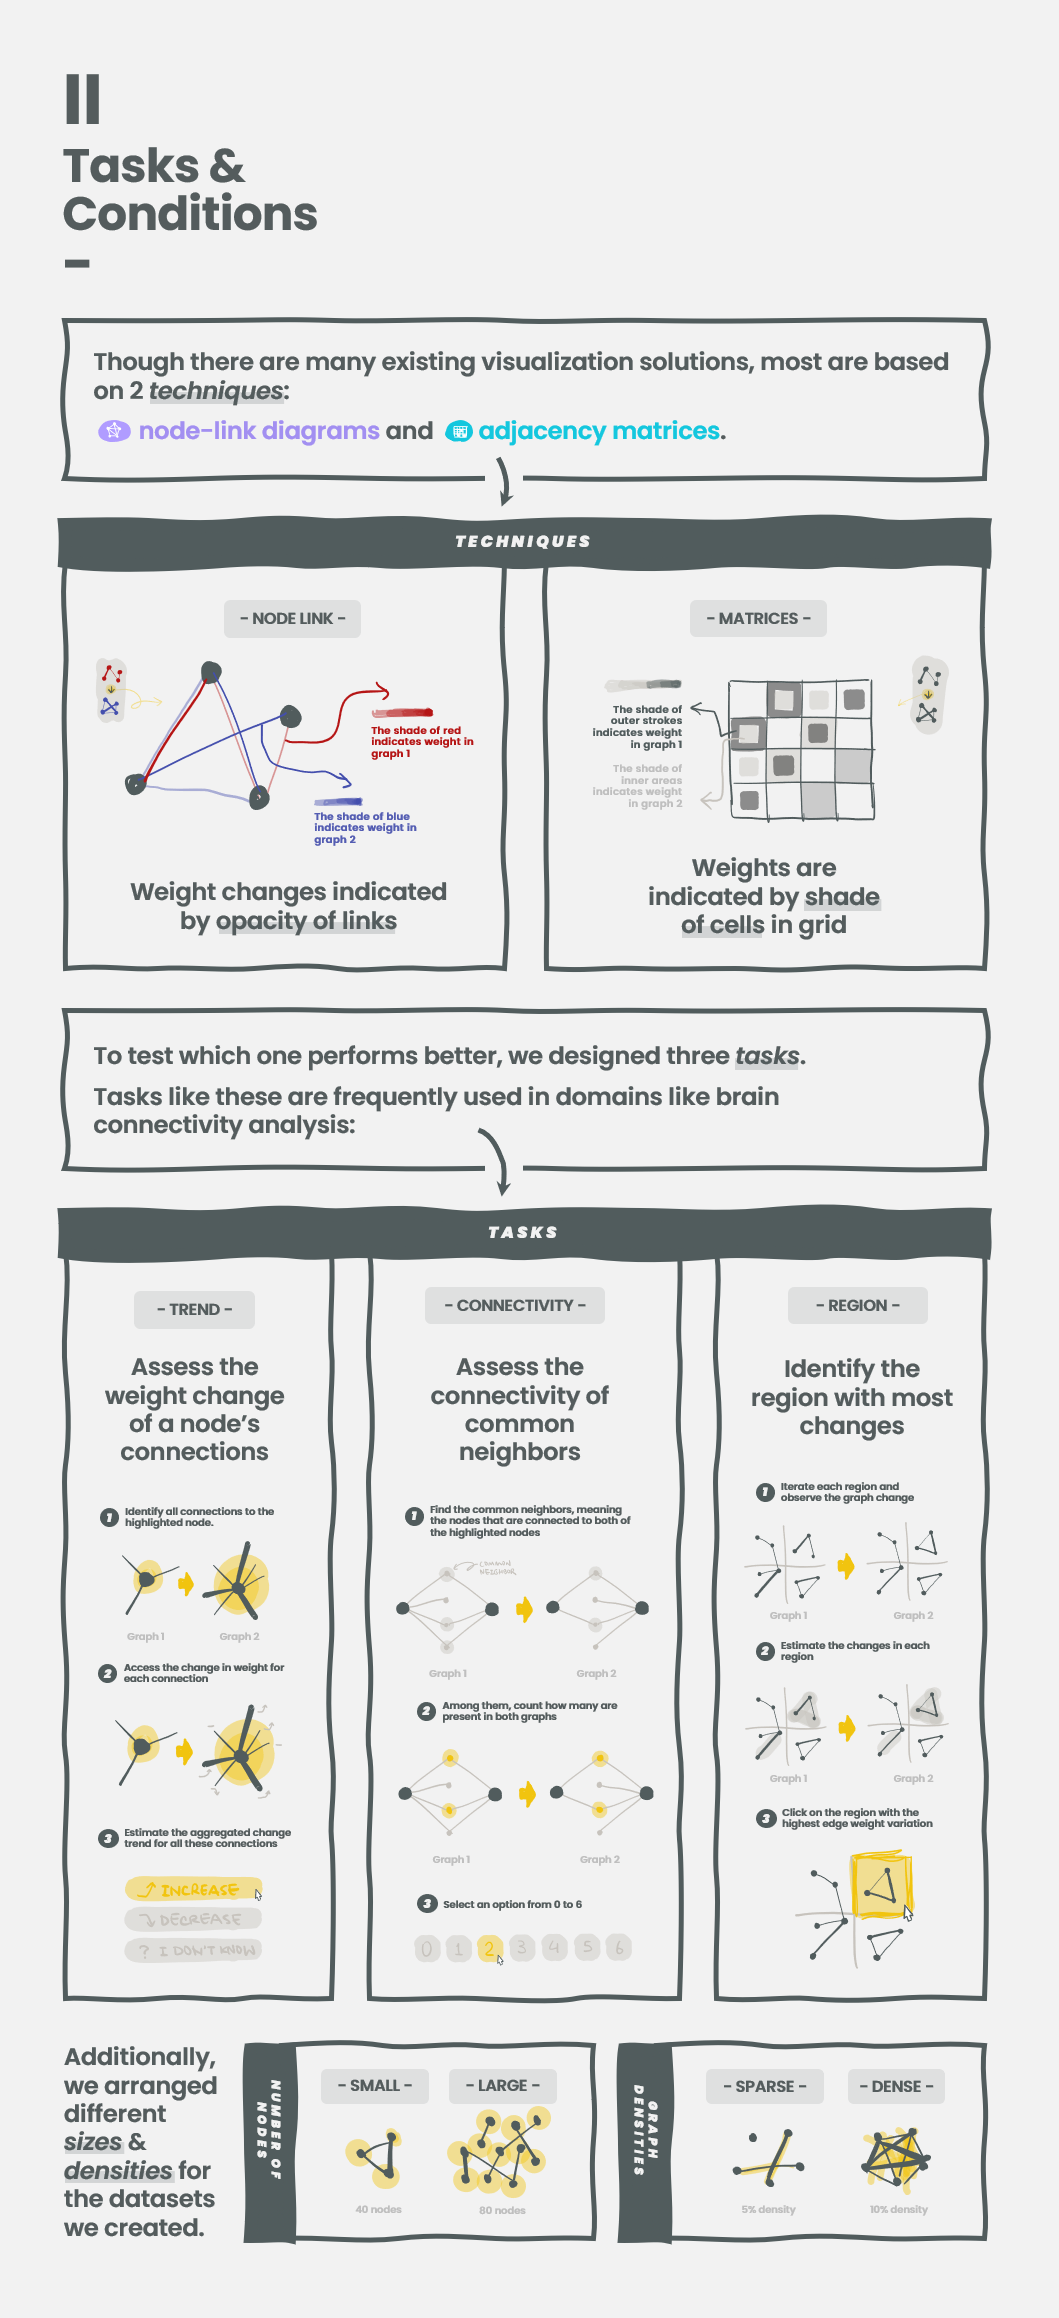 II
Tasks &
Conditions
-
Though there are many existing visualization solutions, most are based
on 2 techniques:
node-link diagrams and adjacency matrices.
TECHNIQUES
- NODE LINK -
The shade of red
indicates weight in
graph 1
The shade of blue
indicates weight in
graph 2
Weight changes indicated
by opacity of links
- MATRICES -
The shade of
outer strokes
indicates weight
in graph 1
The shade of
inner areas
indicates weight
in graph 2
Weights are
indicated by shade
of cells in grid
To test which one performs better, we designed three tasks.
Tasks like these are frequently used in domains like brain
connectivity analysis:
TASKS
- TREND -
Assess the
weight change
of a node's
connections
1 Identify all connections to the
highlighted node.
Graph 1
Graph 2
2 Access the change in weight for
each connection
3 Estimate the aggregated change
trend for all these connections
INCREASE
DECREASE
? I DON'T KNOW
- CONNECTIVITY -
Assess the
connectivity of
common
neighbors
1 Find the common neighbors, meaning
the nodes that are connected to both of
the highlighted nodes
COMMON
NEIGHBOR
Graph 1
Graph 2
2 Among them, count how many are
present in both graphs
Graph 1
Graph 2
3 Select an option from 0 to 6
0 1 2 3 4 5 6
- REGION -
Identify the
region with most
changes
1 Iterate each region and
observe the graph change
Graph 1
Graph 2
2 Estimate the changes in each
region
Graph 1
Graph 2
3 Click on the region with the
highest edge weight variation
Additionally,
we arranged
different
sizes &
densities for
the datasets
we created.
NUMBER OF
NODES
- SMALL -
40 nodes
- LARGE -
80 nodes
GRAPH
DENSITIES
- SPARSE -
5% density
- DENSE -
10% density